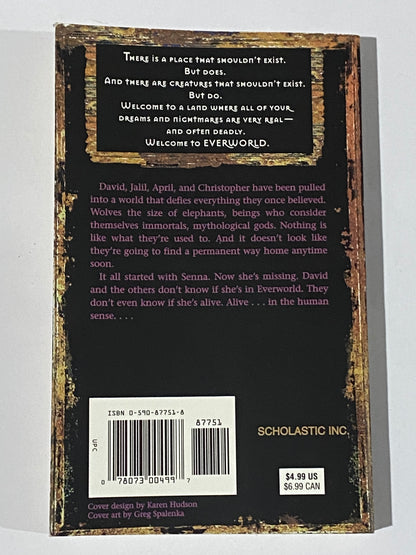 There is a place that shouldn't exist.
But does.
And there are creatures that shouldn't exist.
But do.
Welcome to a land where all of your
dreams and nightmares are very real—
and often deadly.
Welcome to EVERWORLD.
David, Jalil, April, and Christopher have been pulled
into a world that defies everything they once believed.
Wolves the size of elephants, beings who consider
themselves immortals, mythological gods. Nothing is
like what they're used to. And it doesn't look like
they're going to find a permanent way home anytime
soon.
It all started with Senna. Now she's missing. David
and the others don't know if she's in Everworld. They
don't even know if she's alive. Alive . . . in the human
sense. . . .
ISBN 0-590-87751-8
87751
UPC
0 78073 00499 7
SCHOLASTIC INC.
$4.99 US
$6.99 CAN
Cover design by Karen Hudson
Cover art by Greg Spalenka